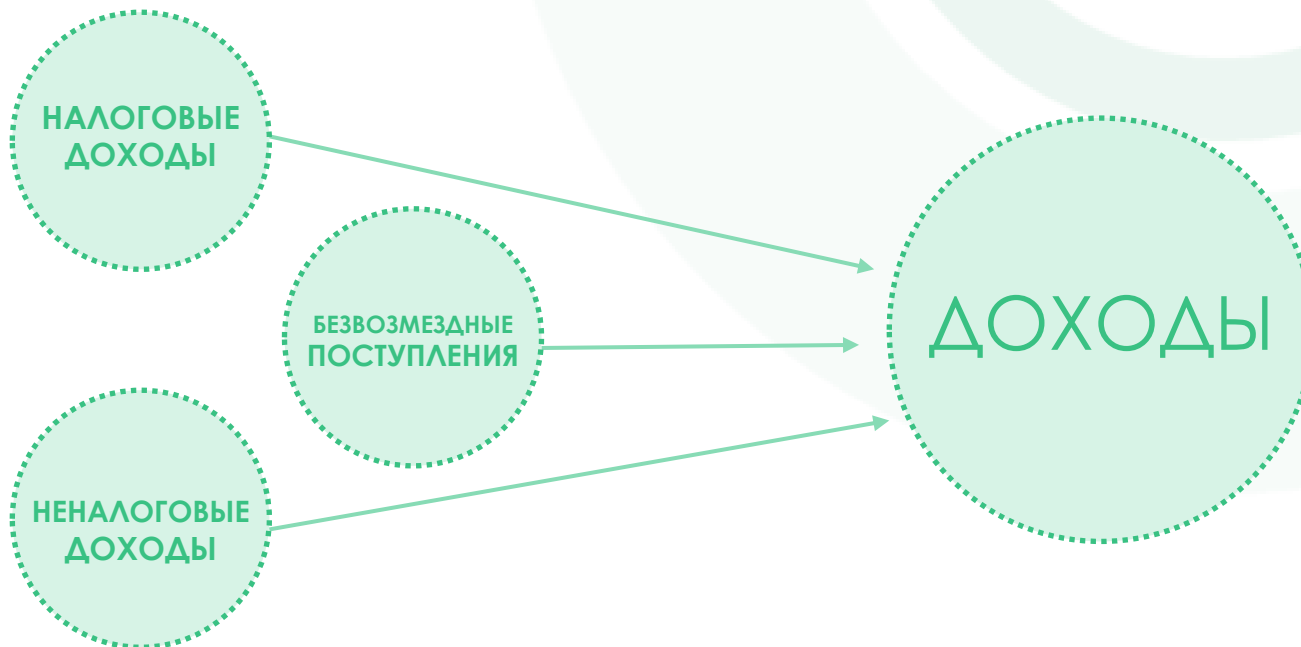 НАЛОГОВЫЕ
ДОХОДЫ
БЕЗВОЗМЕЗДНЫЕ
ПОСТУПЛЕНИЯ
НЕНАЛОГОВЫЕ
ДОХОДЫ
ДОХОДЫ